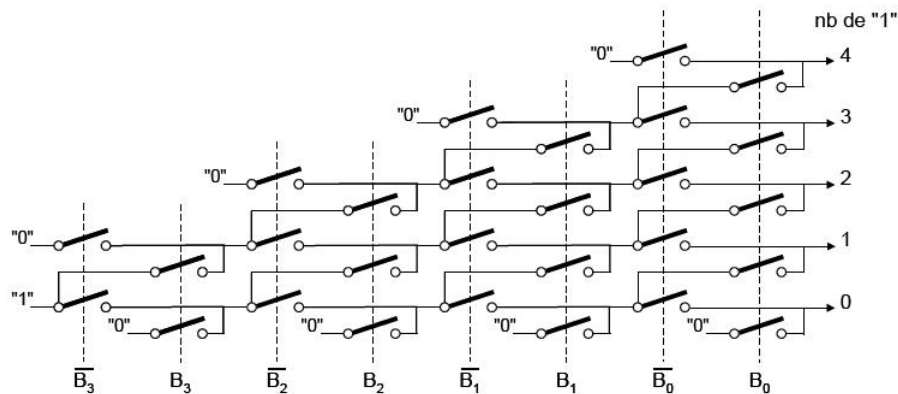 nb de "1"
"0" 4
"0" 3
"0" 2
"0" 1
"1" 0
"0" "0" "0" "0"
B̅₃ B₃ B̅₂ B₂ B̅₁ B₁ B̅₀ B₀